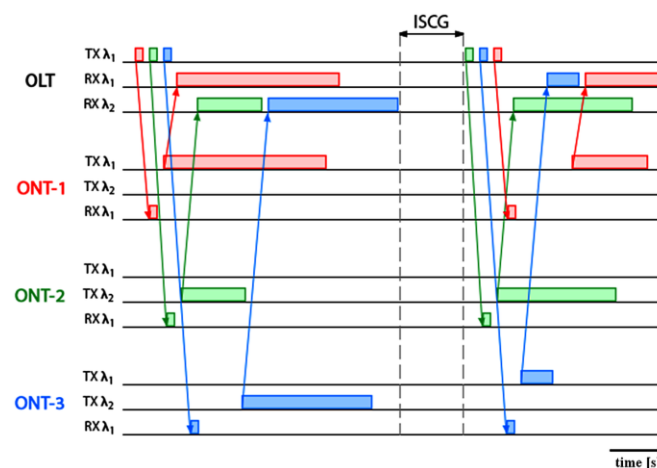 ISCG
TX λ₁
OLT RX λ₁
RX λ₂
TX λ₁
ONT-1 TX λ₂
RX λ₁
TX λ₁
ONT-2 TX λ₂
RX λ₁
TX λ₁
ONT-3 TX λ₂
RX λ₁
time [s